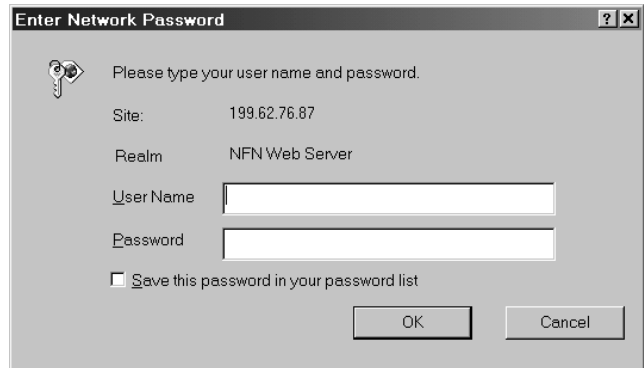 Enter Network Password
Please type your user name and password.
Site: 199.62.76.87
Realm NFN Web Server
User Name
Password
Save this password in your password list
OK Cancel